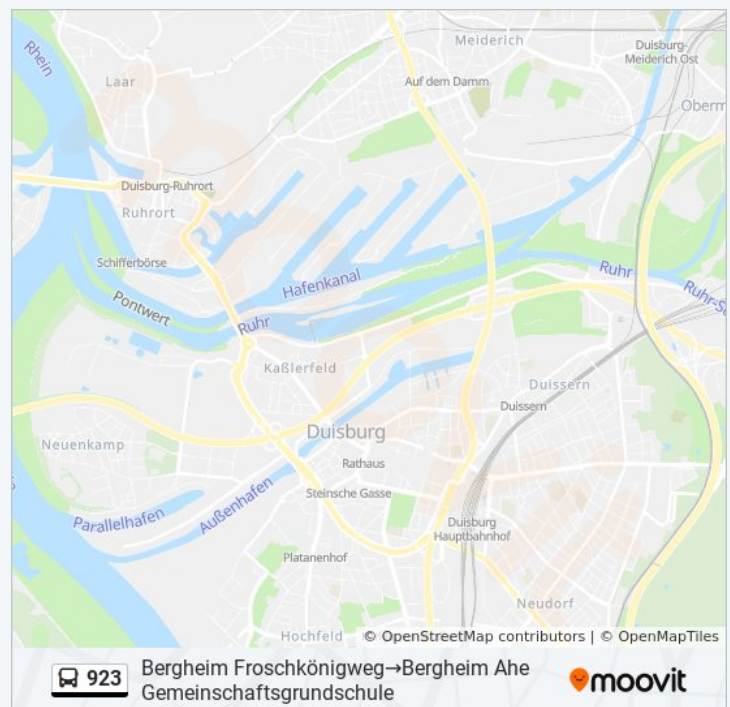 Meiderich
Duisburg-
Meiderich Ost
Rhein
Laar
Auf dem Damm
Oberm
Duisburg-Ruhrort
Ruhrort
Schifferbörse
Hafenkanal
Ruhr
Ruhr-S
Pontwert
Ruhr
Kaßlerfeld
Duissern
Duissern
Duisburg
Neuenkamp
Rathaus
Steinsche Gasse
Außenhafen
Parallelhafen
Duisburg
Hauptbahnhof
Platanenhof
Neudorf
Hochfeld
© OpenStreetMap contributors | © OpenMapTiles
923
Bergheim Froschkönigweg→Bergheim Ahe
Gemeinschaftsgrundschule
moovit